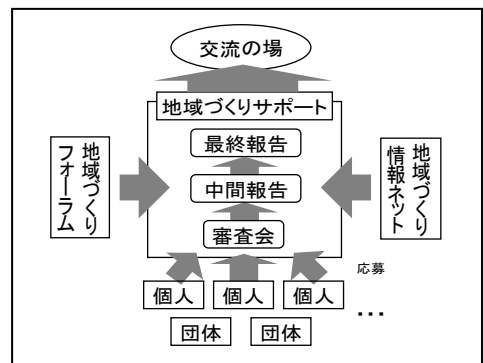 交流の場
地域づくりサポート
最終報告
地域づくり
フォーラム
中間報告
地域づくり
情報ネット
審査会
応募
個人
個人
個人
…
団体
団体